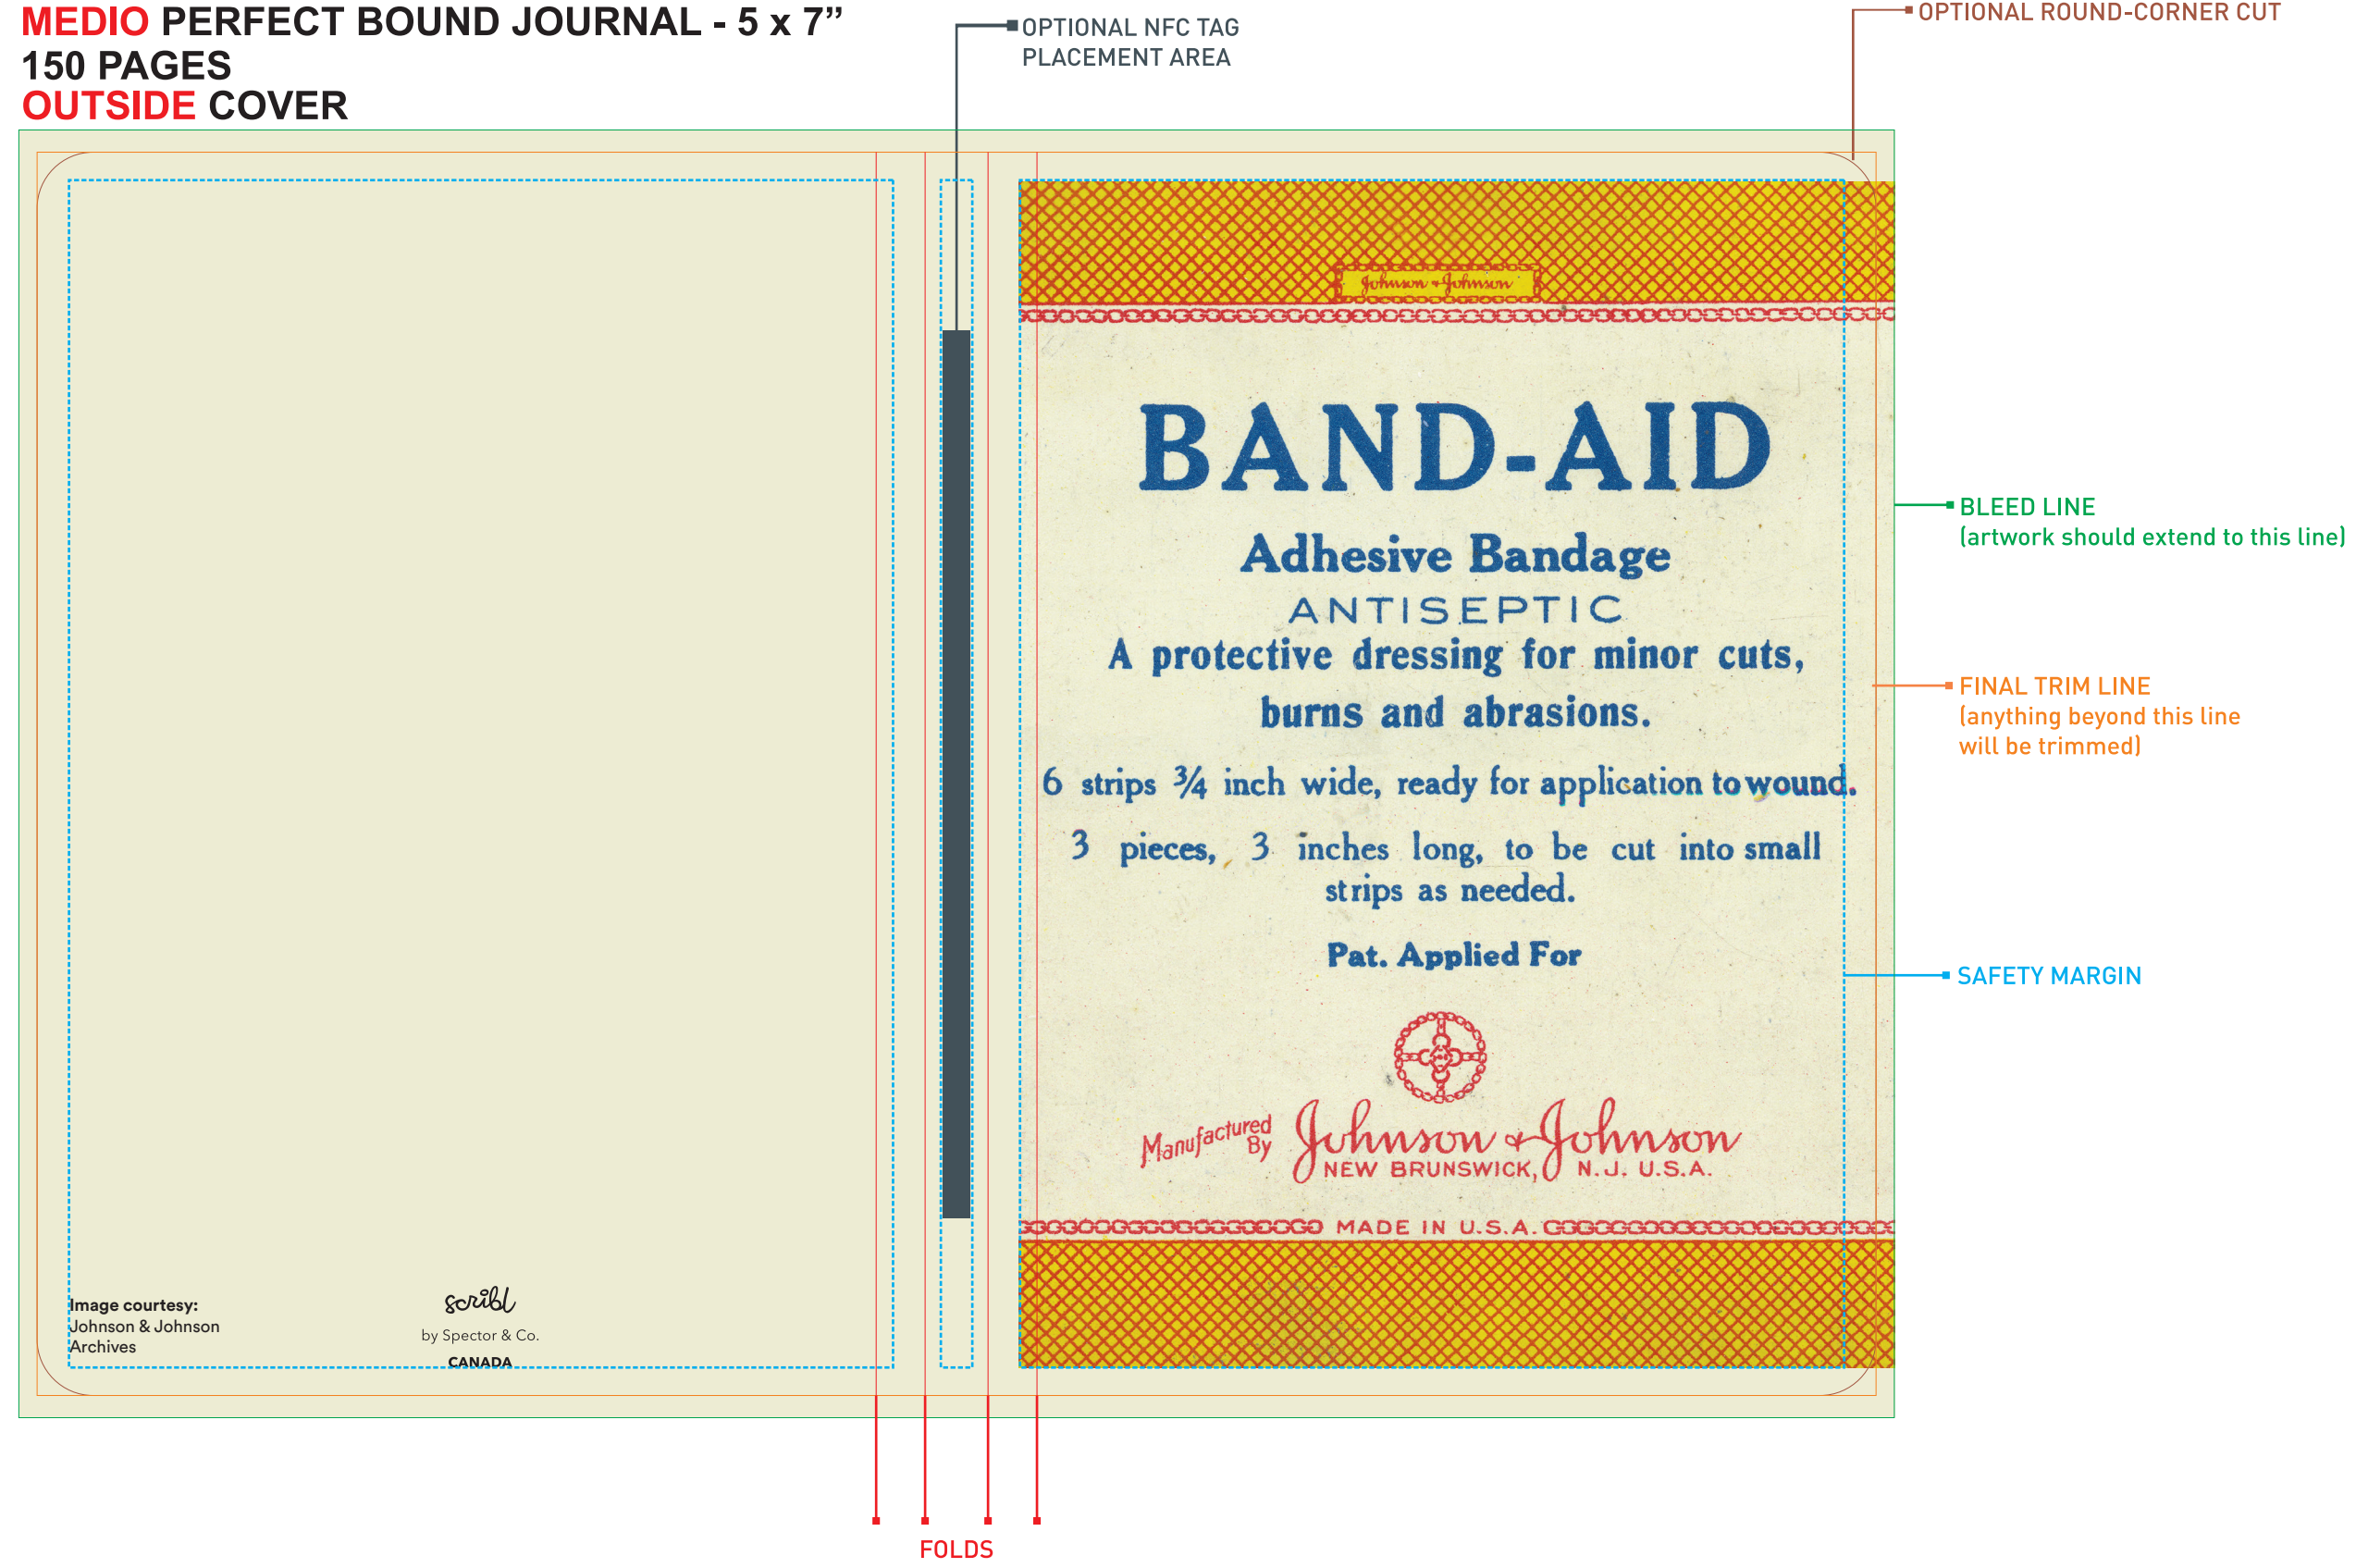 MEDIO PERFECT BOUND JOURNAL - 5 x 7”
150 PAGES
OUTSIDE COVER
OPTIONAL NFC TAG
PLACEMENT AREA
OPTIONAL ROUND-CORNER CUT
Johnson & Johnson
BAND-AID
Adhesive Bandage
ANTISEPTIC
A protective dressing for minor cuts,
burns and abrasions.
6 strips ¾ inch wide, ready for application to wound.
3 pieces, 3 inches long, to be cut into small
strips as needed.
Pat. Applied For
Manufactured
By
Johnson & Johnson
NEW BRUNSWICK, N.J. U.S.A.
MADE IN U.S.A.
BLEED LINE
(artwork should extend to this line)
FINAL TRIM LINE
(anything beyond this line
will be trimmed)
SAFETY MARGIN
Image courtesy:
Johnson & Johnson
Archives
scribl
by Spector & Co.
CANADA
FOLDS